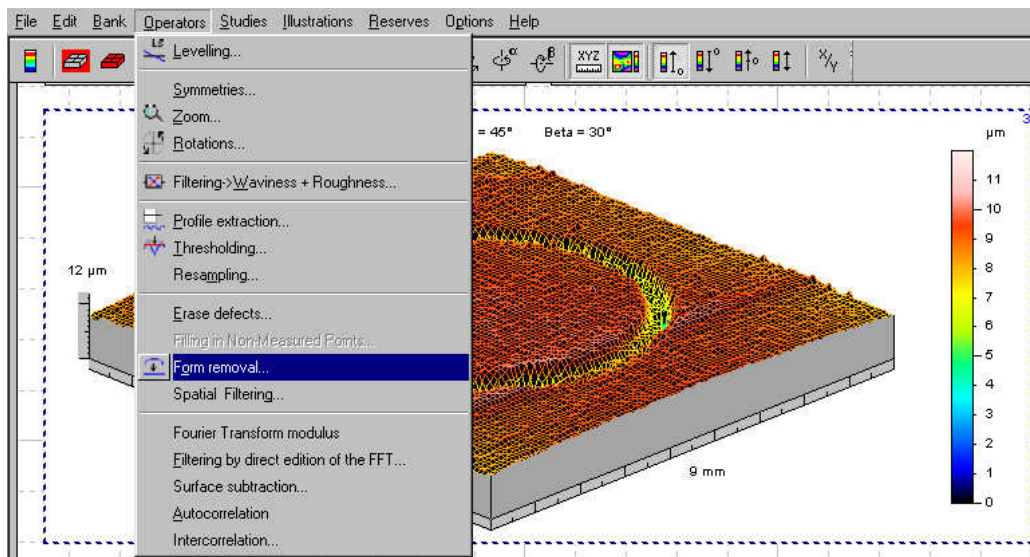 File Edit Bank Operators Studies Illustrations Reserves Options Help
LS
Levelling...
XYZ
X/Y
Symmetries...
Zoom...
Rotations...
Filtering->Waviness + Roughness...
Profile extraction...
Thresholding...
Resampling...
Erase defects...
Filling in Non-Measured Points...
Form removal...
Spatial Filtering...
Fourier Transform modulus
Filtering by direct edition of the FFT...
Surface subtraction...
Autocorrelation
Intercorrelation...
= 45° Beta = 30°
3
12 µm
9 mm
µm
11
10
9
8
7
6
5
4
3
2
1
0